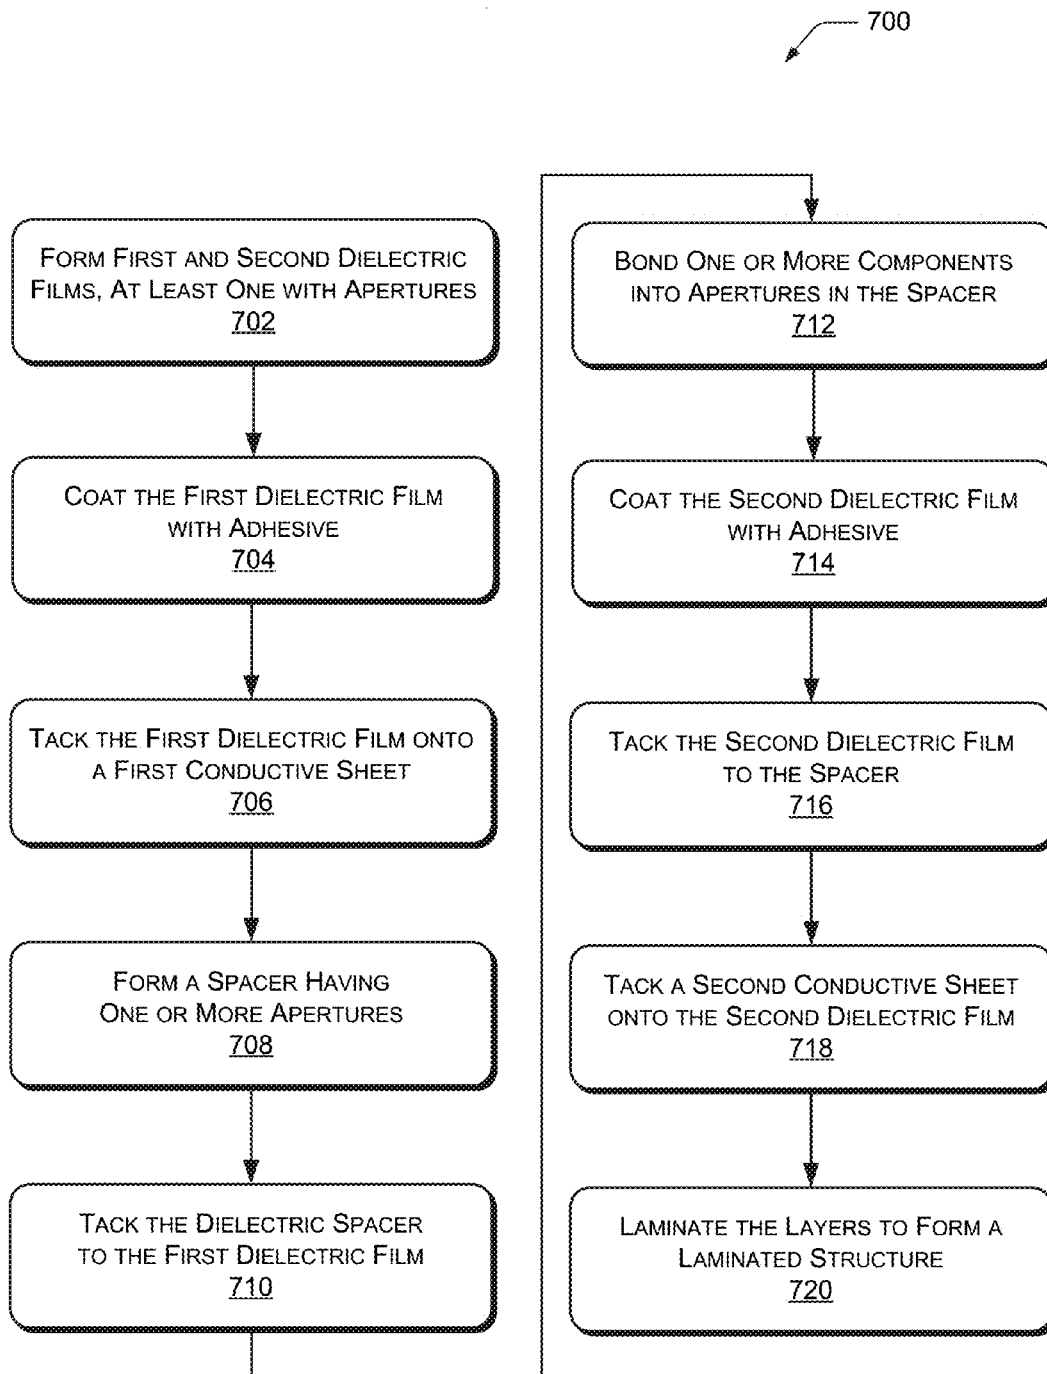 700
FORM FIRST AND SECOND DIELECTRIC
FILMS, AT LEAST ONE WITH APERTURES
702
COAT THE FIRST DIELECTRIC FILM
WITH ADHESIVE
704
TACK THE FIRST DIELECTRIC FILM ONTO
A FIRST CONDUCTIVE SHEET
706
FORM A SPACER HAVING
ONE OR MORE APERTURES
708
TACK THE DIELECTRIC SPACER
TO THE FIRST DIELECTRIC FILM
710
BOND ONE OR MORE COMPONENTS
INTO APERTURES IN THE SPACER
712
COAT THE SECOND DIELECTRIC FILM
WITH ADHESIVE
714
TACK THE SECOND DIELECTRIC FILM
TO THE SPACER
716
TACK A SECOND CONDUCTIVE SHEET
ONTO THE SECOND DIELECTRIC FILM
718
LAMINATE THE LAYERS TO FORM A
LAMINATED STRUCTURE
720